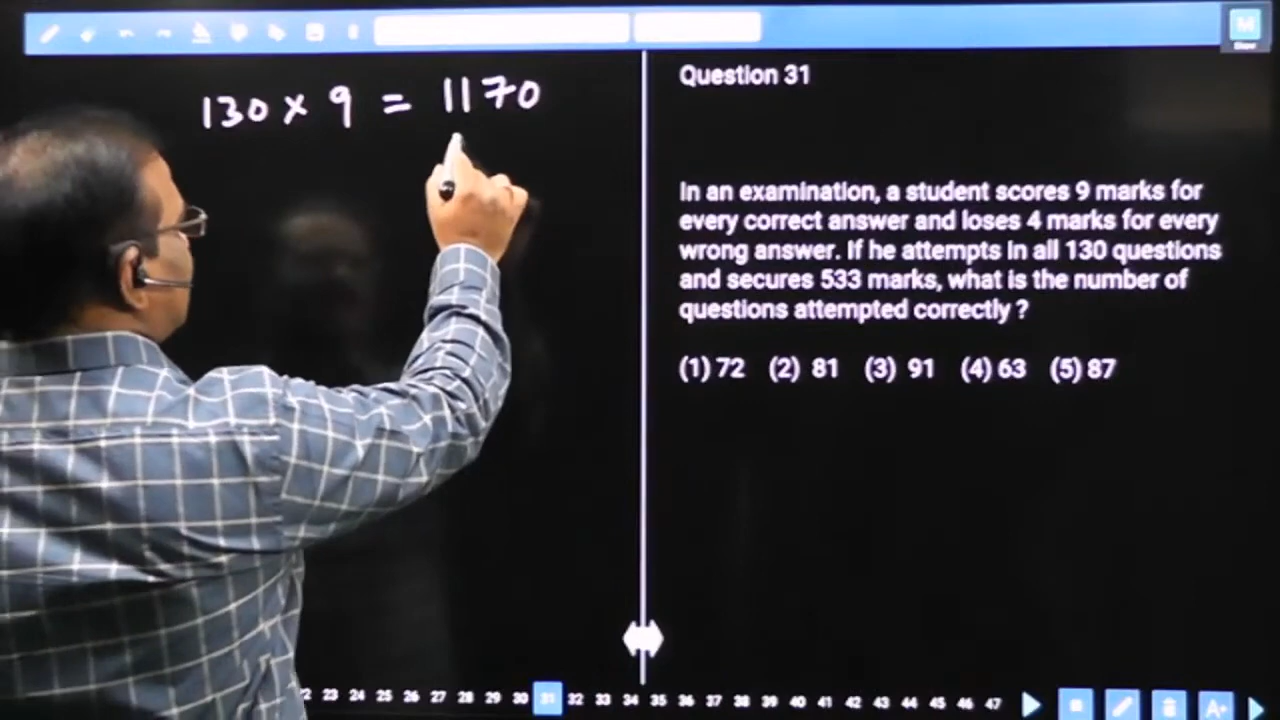 130 × 9 = 1170
Question 31
In an examination, a student scores 9 marks for
every correct answer and loses 4 marks for every
wrong answer. If he attempts in all 130 questions
and secures 533 marks, what is the number of
questions attempted correctly ?
(1) 72 (2) 81 (3) 91 (4) 63 (5) 87
23 24 25 26 27 28 29 30 31 32 33 34 35 36 37 38 39 40 41 42 43 44 45 46 47
A+